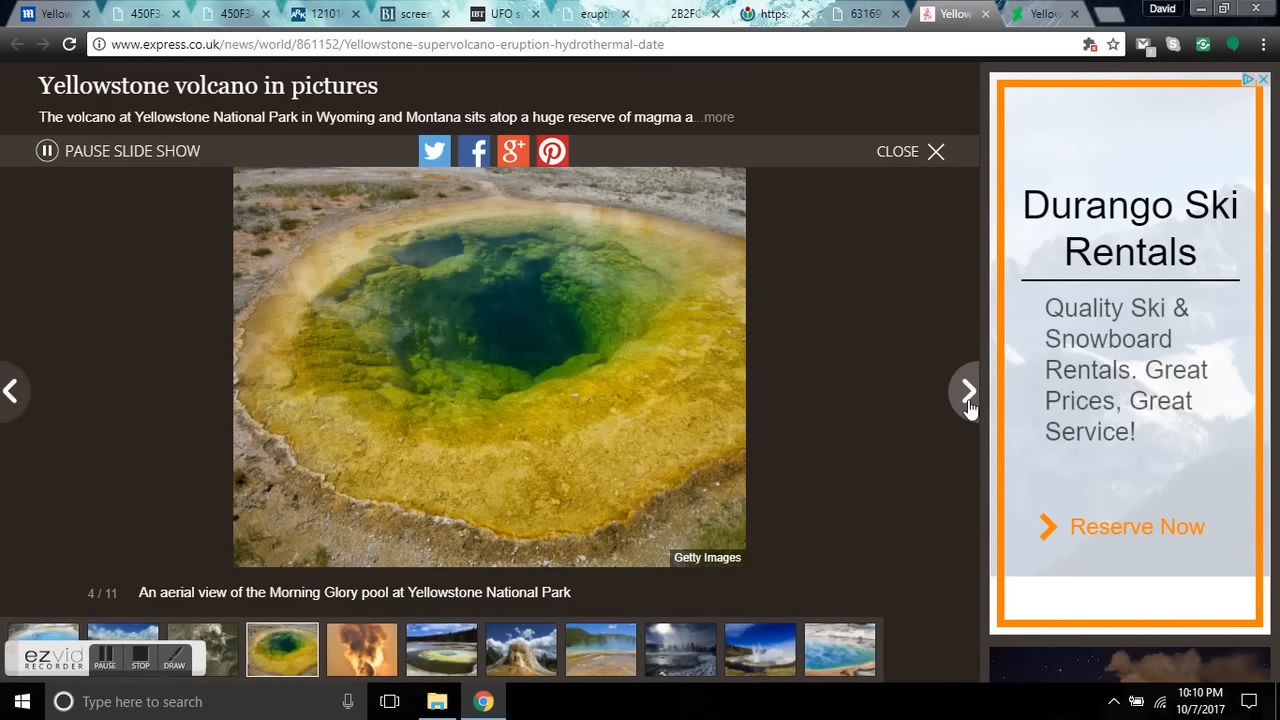 Yellow
450F3
450F3
ARK
12101
BI
screen
IBT
UFO s
erupti
2B2FC
https:
63169
Yellow
Yellow
David
www.express.co.uk/news/world/861152/Yellowstone-supervolcano-eruption-hydrothermal-date
Yellowstone volcano in pictures
The volcano at Yellowstone National Park in Wyoming and Montana sits atop a huge reserve of magma a...more
PAUSE SLIDE SHOW
CLOSE
Getty Images
4 / 11
An aerial view of the Morning Glory pool at Yellowstone National Park
Durango Ski
Rentals
Quality Ski &
Snowboard
Rentals. Great
Prices, Great
Service!
Reserve Now
ezvid
RECORDER
PAUSE
STOP
DRAW
Type here to search
10:10 PM
10/7/2017